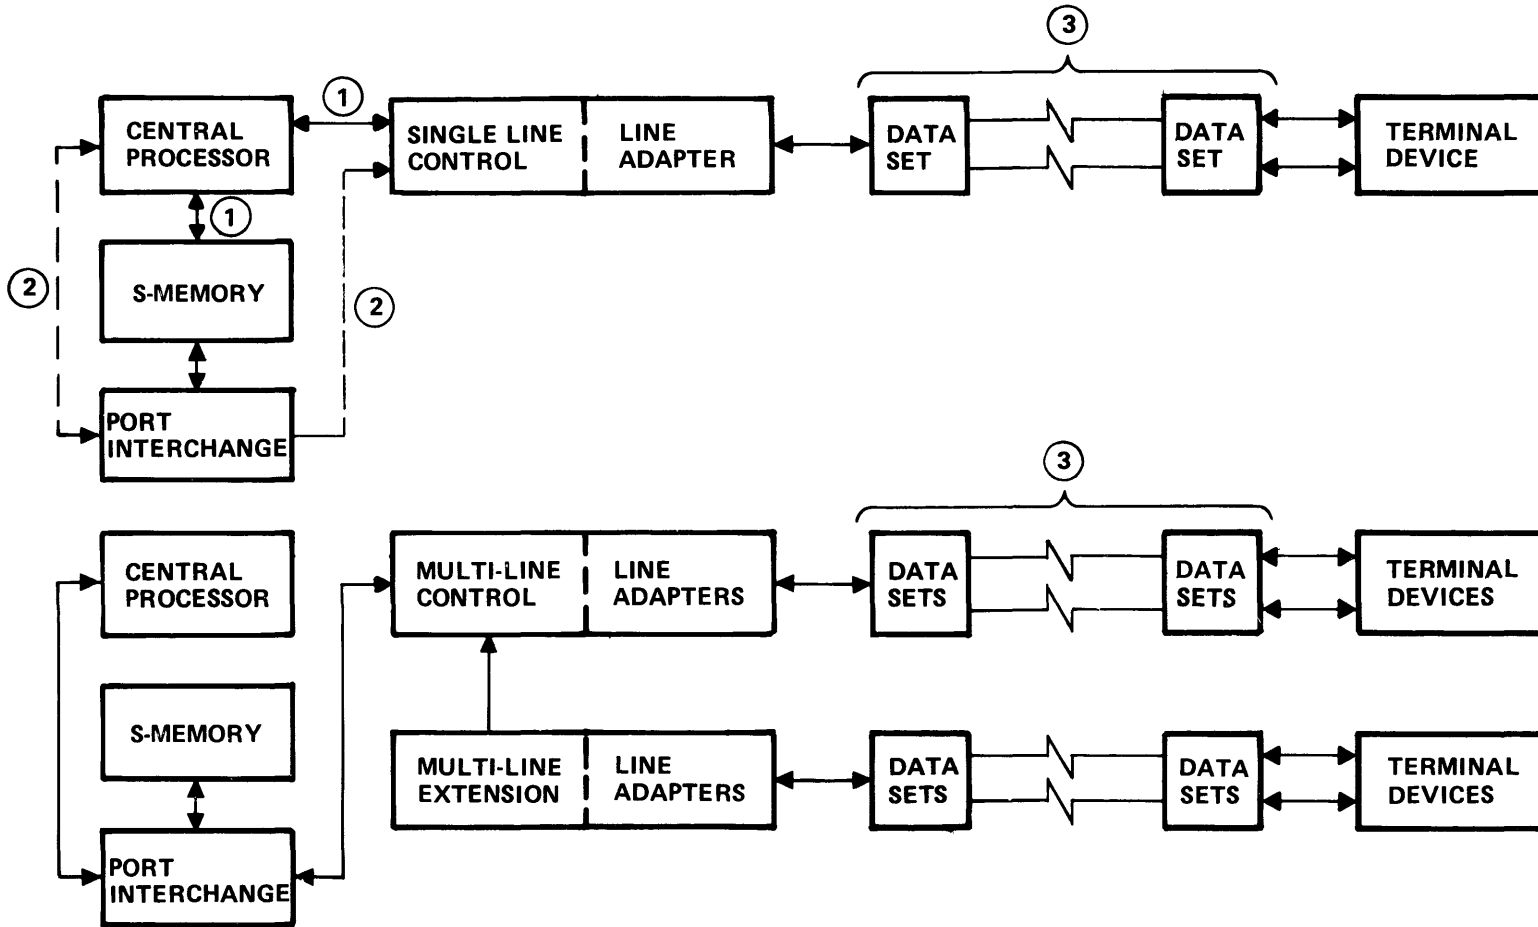 3
1
CENTRAL
PROCESSOR
SINGLE LINE
CONTROL
LINE
ADAPTER
DATA
SET
DATA
SET
TERMINAL
DEVICE
1
2
S-MEMORY
2
PORT
INTERCHANGE
3
CENTRAL
PROCESSOR
MULTI-LINE
CONTROL
LINE
ADAPTERS
DATA
SETS
DATA
SETS
TERMINAL
DEVICES
S-MEMORY
MULTI-LINE
EXTENSION
LINE
ADAPTERS
DATA
SETS
DATA
SETS
TERMINAL
DEVICES
PORT
INTERCHANGE